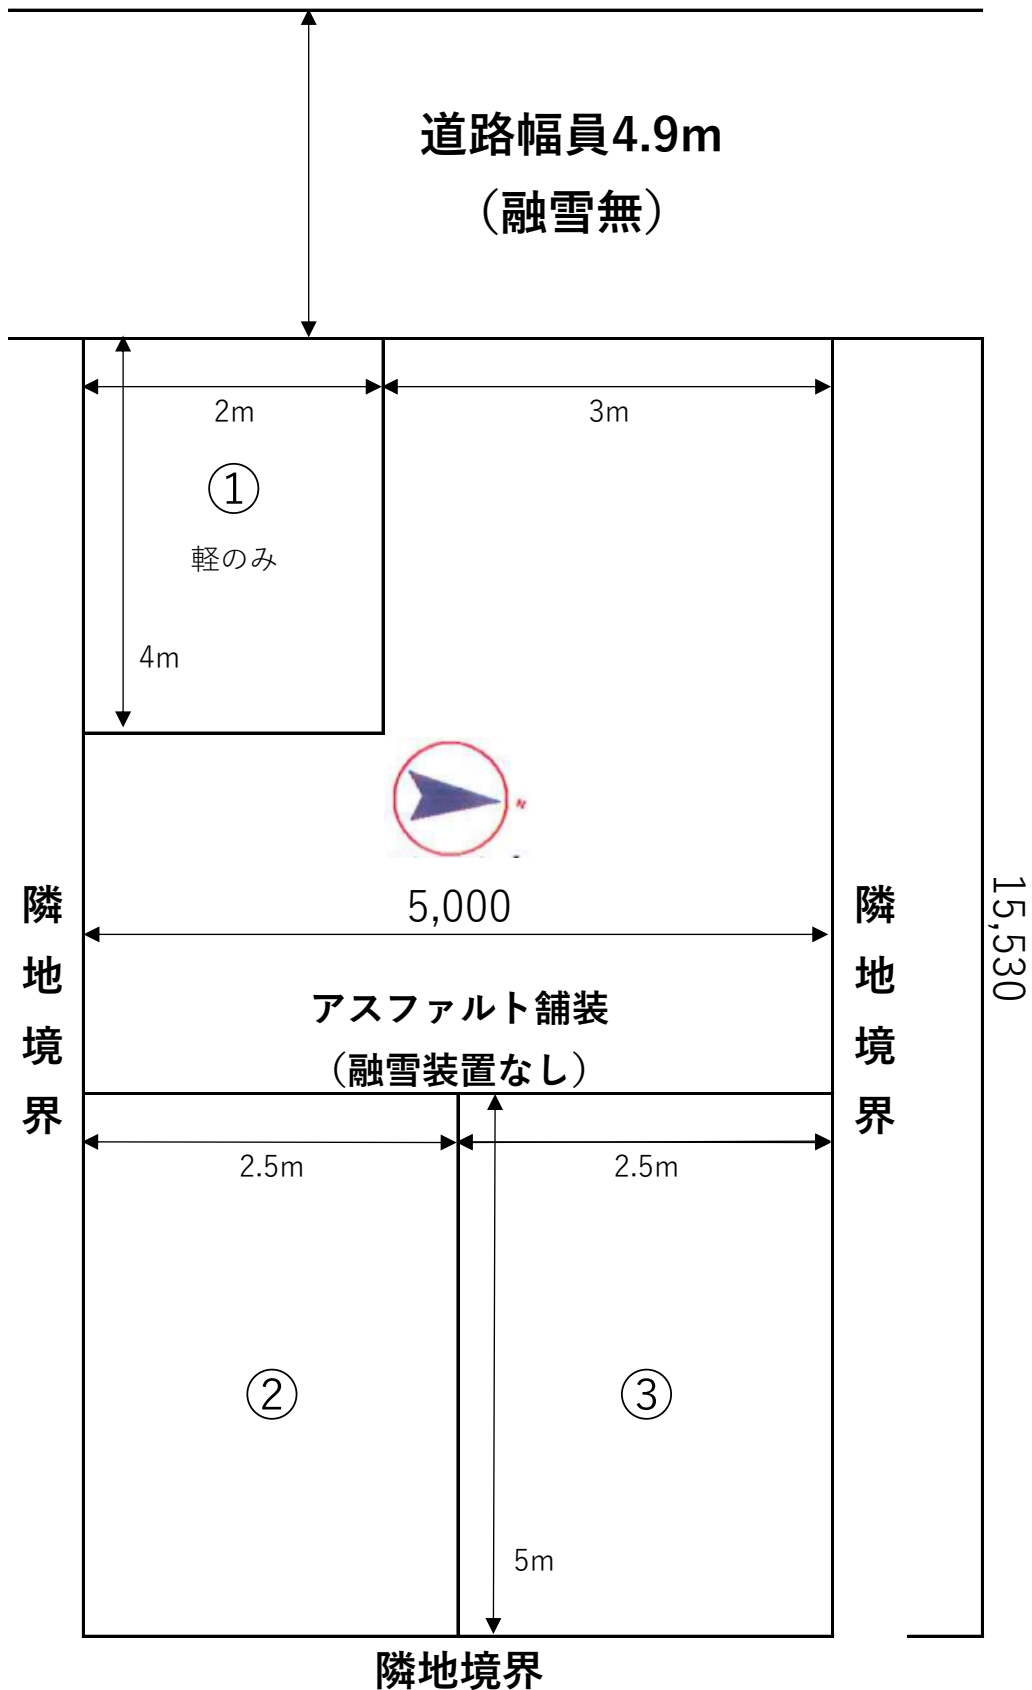 道路幅員4.9m
（融雪無）
2m
3m
①
軽のみ
4m
N
5,000
隣地境界
隣地境界
15,530
アスファルト舗装
（融雪装置なし）
2.5m
2.5m
②
③
5m
隣地境界